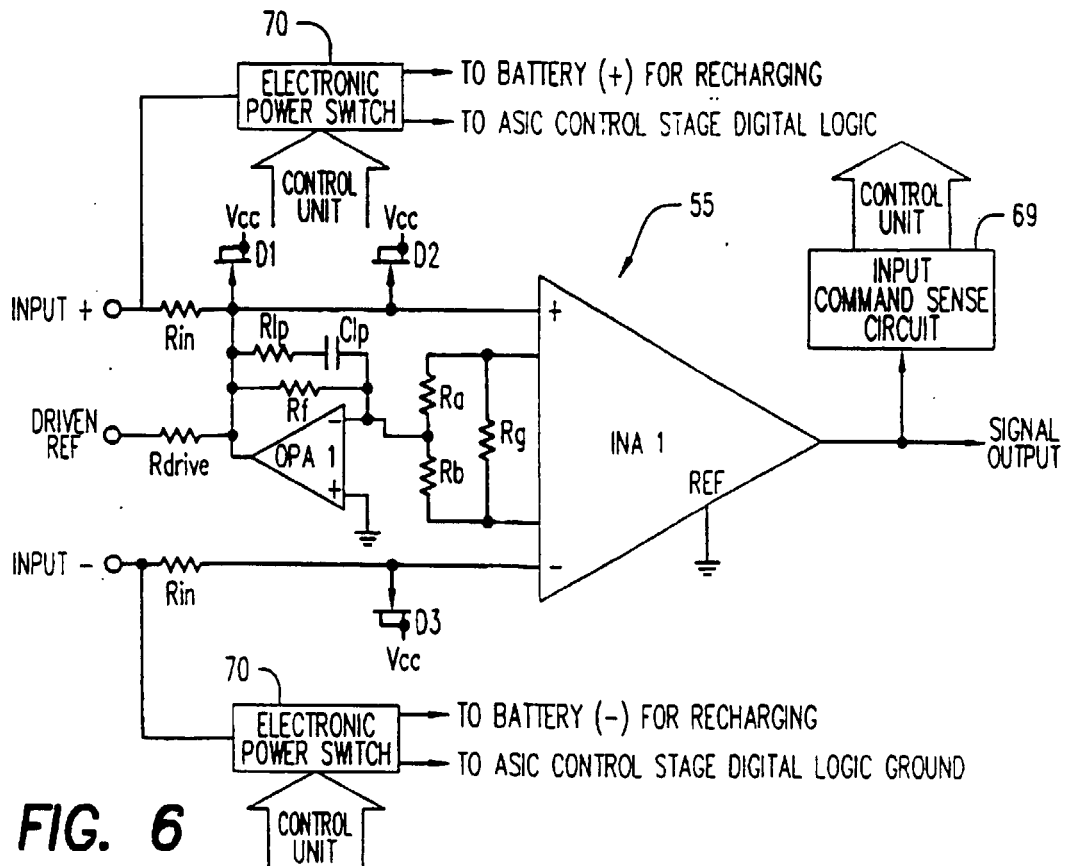 70
ELECTRONIC
POWER SWITCH
TO BATTERY (+) FOR RECHARGING
TO ASIC CONTROL STAGE DIGITAL LOGIC
CONTROL
UNIT
CONTROL
UNIT
69
INPUT
COMMAND SENSE
CIRCUIT
55
Vcc
D1
Vcc
D2
INPUT +
Rin
+
Rlp
Clp
Rf
Ra
Rg
Rb
DRIVEN
REF
Rdrive
-
OPA 1
+
INA 1
REF
SIGNAL
OUTPUT
INPUT -
Rin
-
D3
Vcc
70
ELECTRONIC
POWER SWITCH
TO BATTERY (-) FOR RECHARGING
TO ASIC CONTROL STAGE DIGITAL LOGIC GROUND
CONTROL
UNIT
FIG. 6